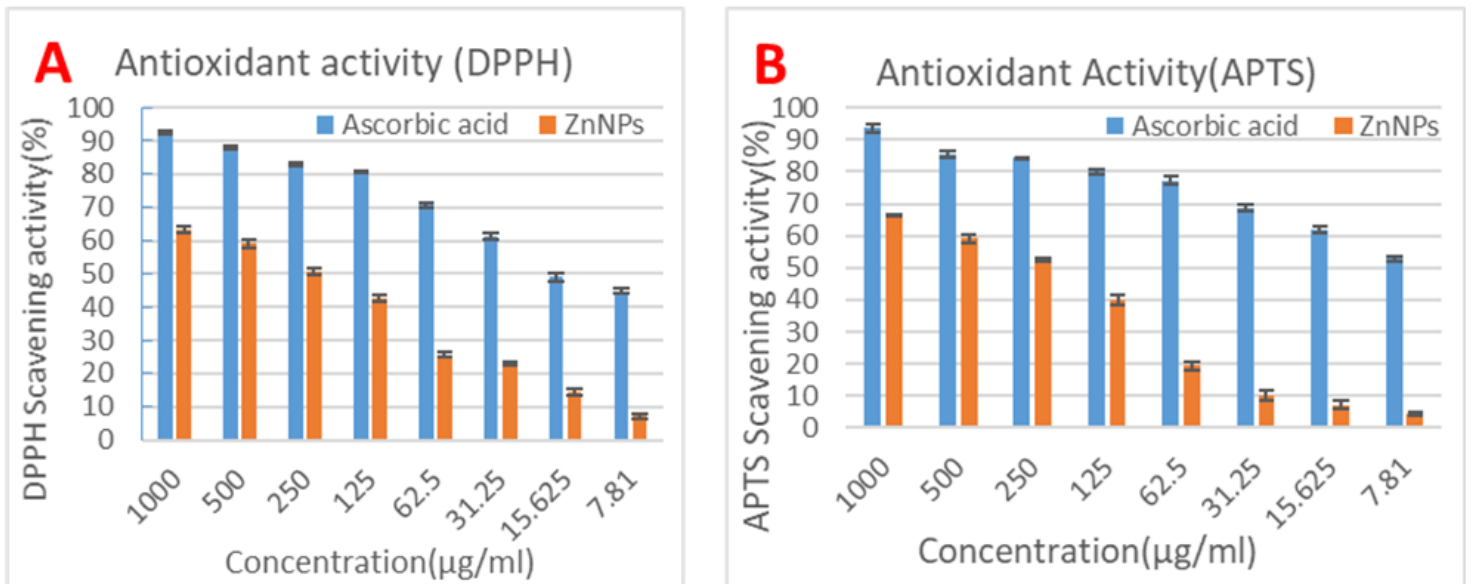 A Antioxidant activity (DPPH)
Ascorbic acid ZnNPs
DPPH Scavening activity(%)
100
90
80
70
60
50
40
30
20
10
0
1000 500 250 125 62.5 31.25 15.625 7.81
Concentration(µg/ml)
B Antioxidant Activity(APTS)
Ascorbic acid ZnNPs
APTS Scavening activity(%)
100
90
80
70
60
50
40
30
20
10
0
1000 500 250 125 62.5 31.25 15.625 7.81
Concentration(µg/ml)